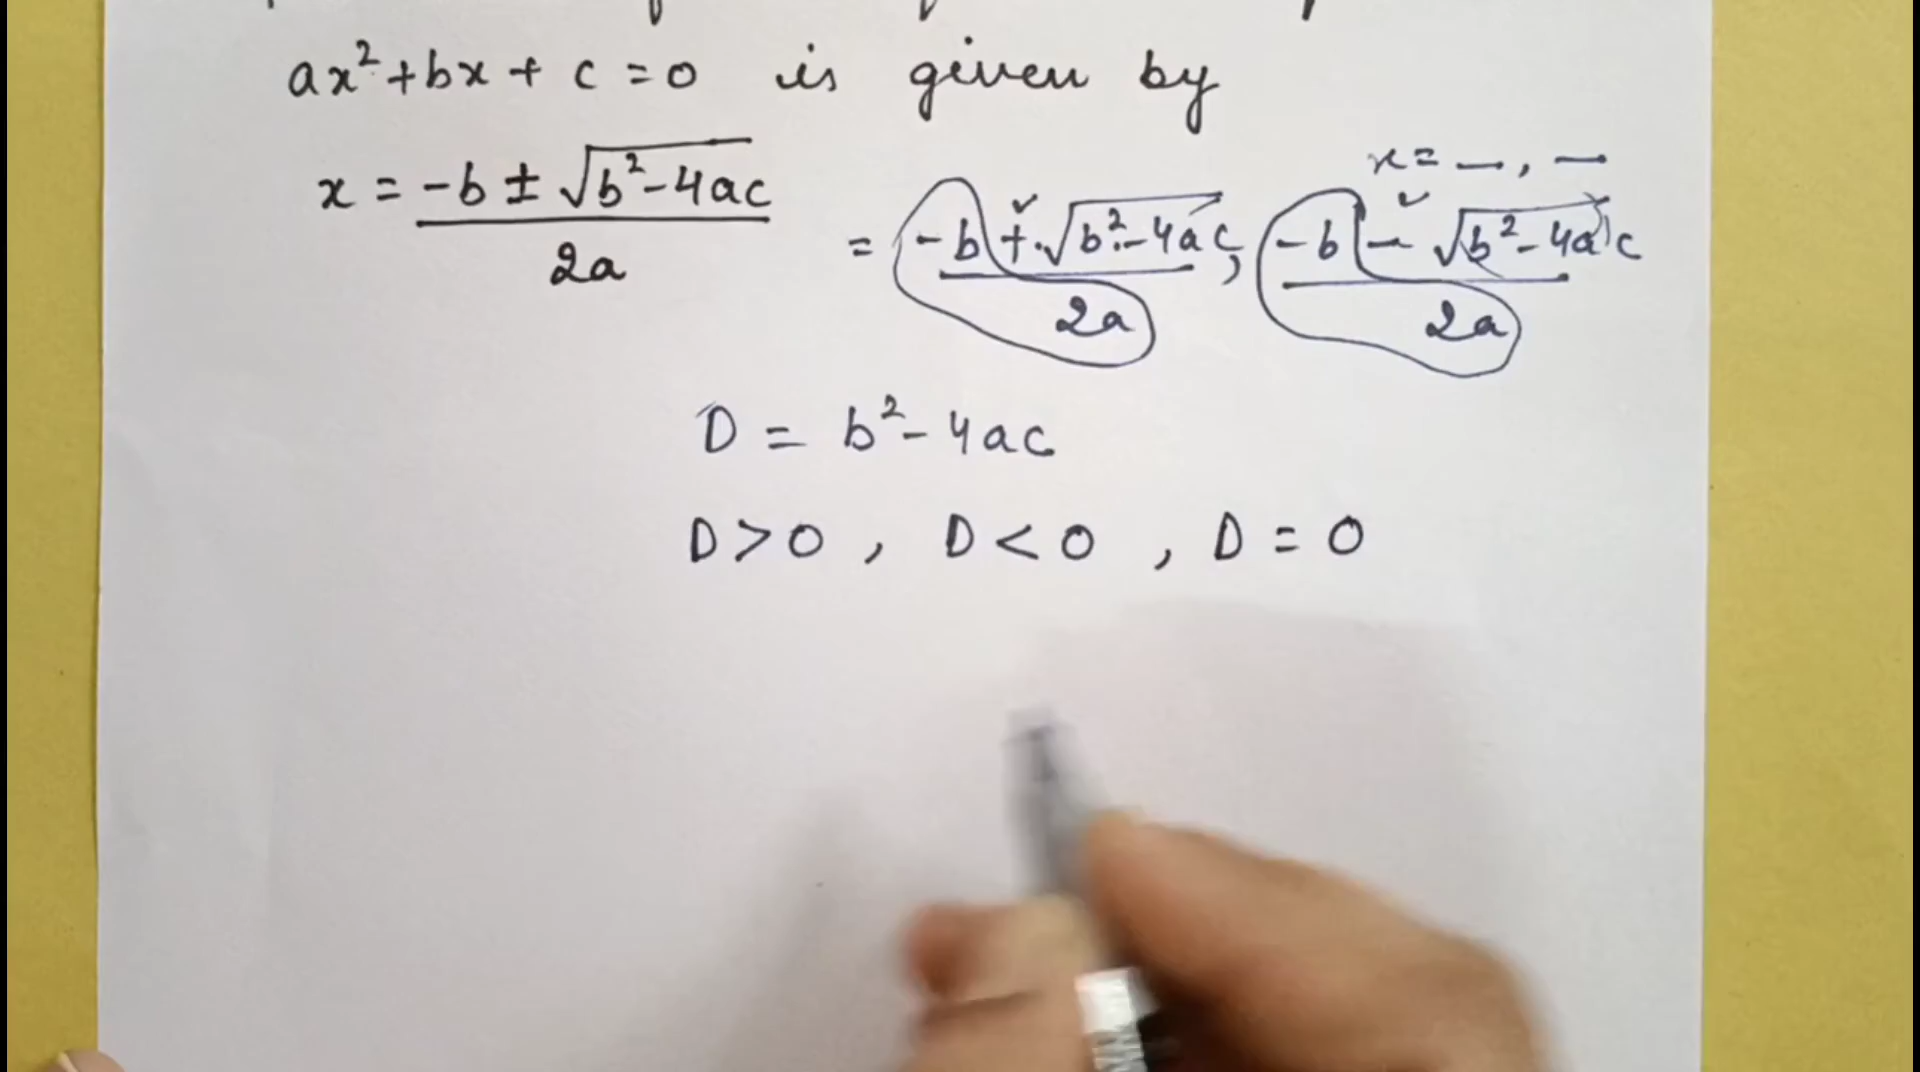 ax²+bx + c = 0 is given by
x = -b ± √b²-4ac / 2a
x = —, —
= -b + √b²-4ac / 2a, -b - √b²-4ac / 2a
D = b²-4ac
D > 0 , D < 0 , D = 0